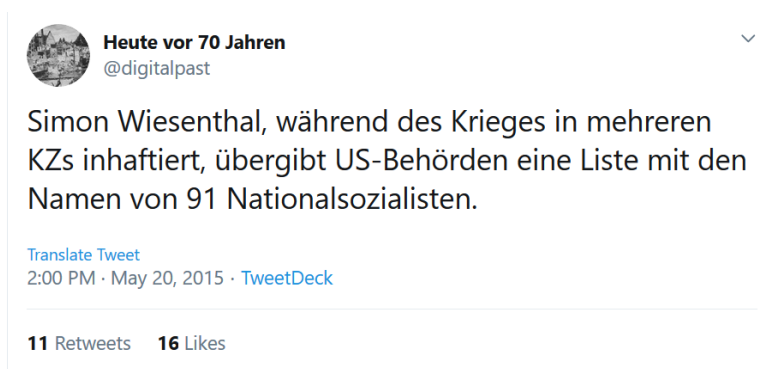 Heute vor 70 Jahren
@digitalpast
Simon Wiesenthal, während des Krieges in mehreren
KZs inhaftiert, übergibt US-Behörden eine Liste mit den
Namen von 91 Nationalsozialisten.
Translate Tweet
2:00 PM · May 20, 2015 · TweetDeck
11 Retweets 16 Likes